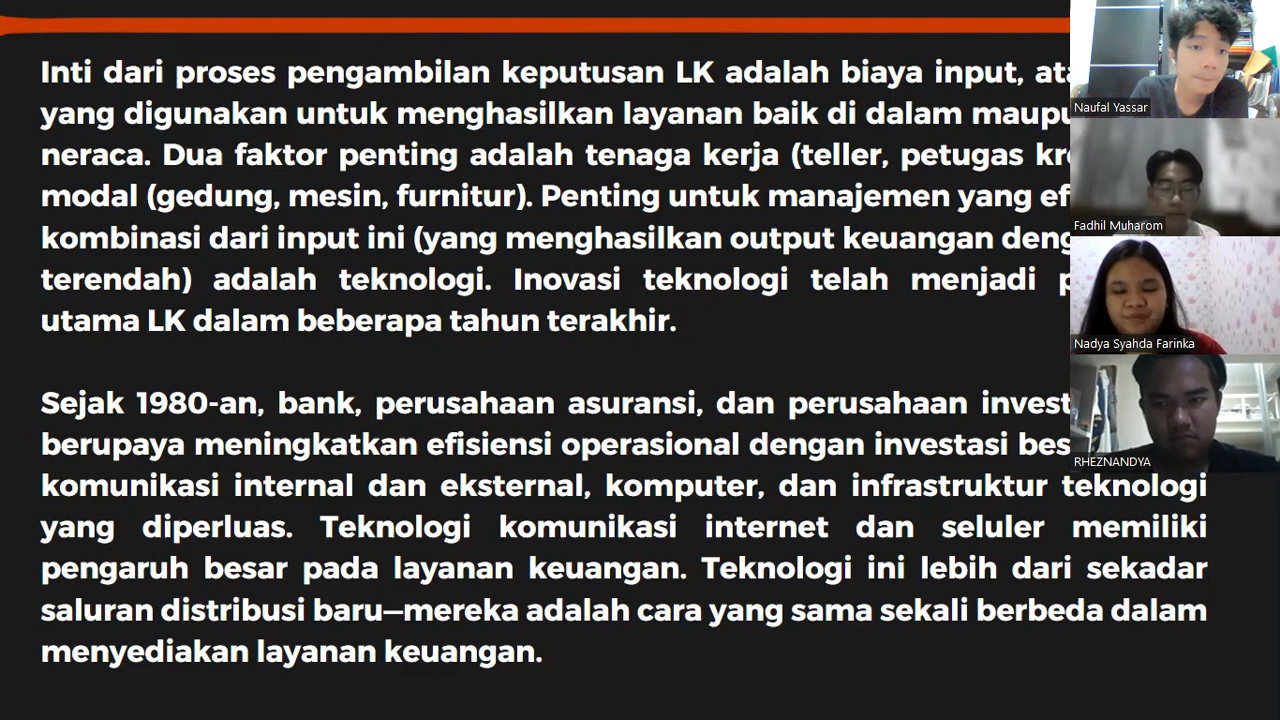 Inti dari proses pengambilan keputusan LK adalah biaya input,
yang digunakan untuk menghasilkan layanan baik di dalam
neraca. Dua faktor penting adalah tenaga kerja (teller, petugas
modal (gedung, mesin, furnitur). Penting untuk manajemen yang
kombinasi dari input ini (yang menghasilkan output keuangan
terendah) adalah teknologi. Inovasi teknologi telah menjadi
utama LK dalam beberapa tahun terakhir.
Sejak 1980-an, bank, perusahaan asuransi, dan perusahaan
berupaya meningkatkan efisiensi operasional dengan investasi
komunikasi internal dan eksternal, komputer, dan infrastruktur teknologi
yang diperluas. Teknologi komunikasi internet dan seluler memiliki
pengaruh besar pada layanan keuangan. Teknologi ini lebih dari sekadar
saluran distribusi baru—mereka adalah cara yang sama sekali berbeda dalam
menyediakan layanan keuangan.
Naufal Yassar
Fadhil Muharom
Nadya Syahda Farinka
RHEZNANDYA